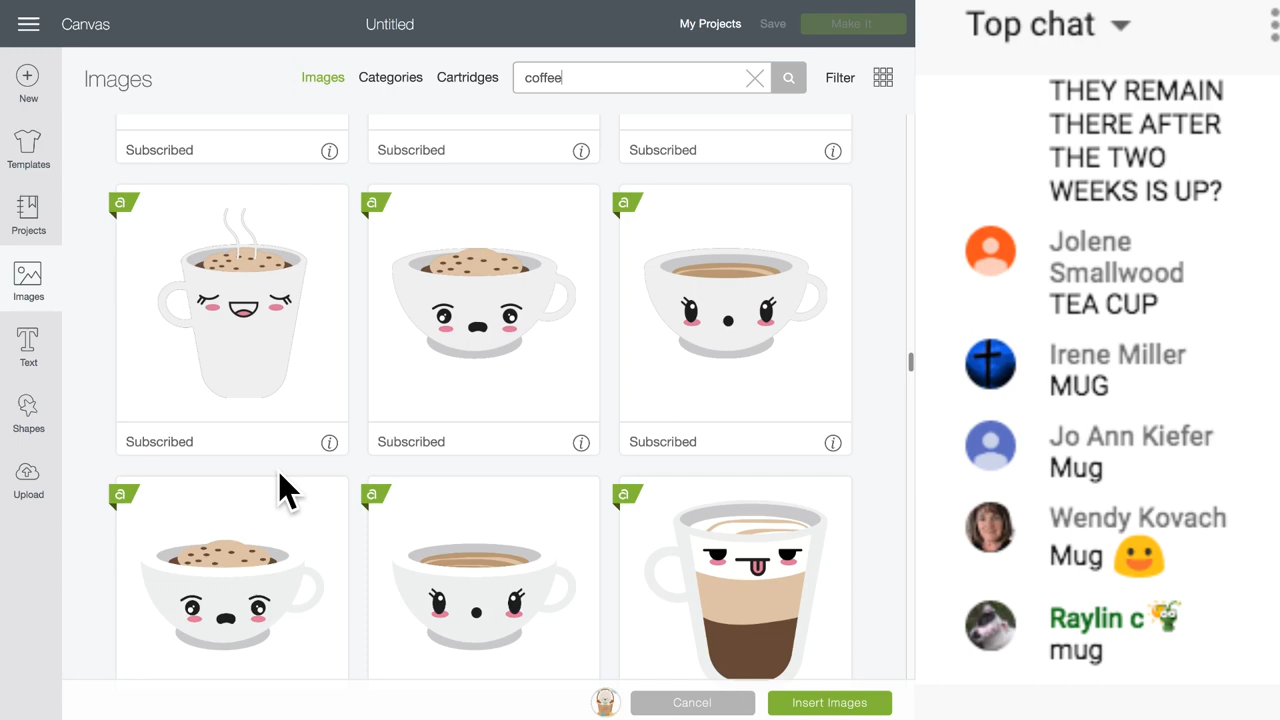 Canvas
Untitled
My Projects
Save
Make It
Top chat
New
Templates
Projects
Images
Text
Shapes
Upload
Images
Images
Categories
Cartridges
coffee
Filter
Subscribed
Subscribed
Subscribed
a
a
a
Subscribed
Subscribed
Subscribed
a
a
a
Cancel
Insert Images
THEY REMAIN
THERE AFTER
THE TWO
WEEKS IS UP?
Jolene
Smallwood
TEA CUP
Irene Miller
MUG
Jo Ann Kiefer
Mug
Wendy Kovach
Mug
Raylin c
mug